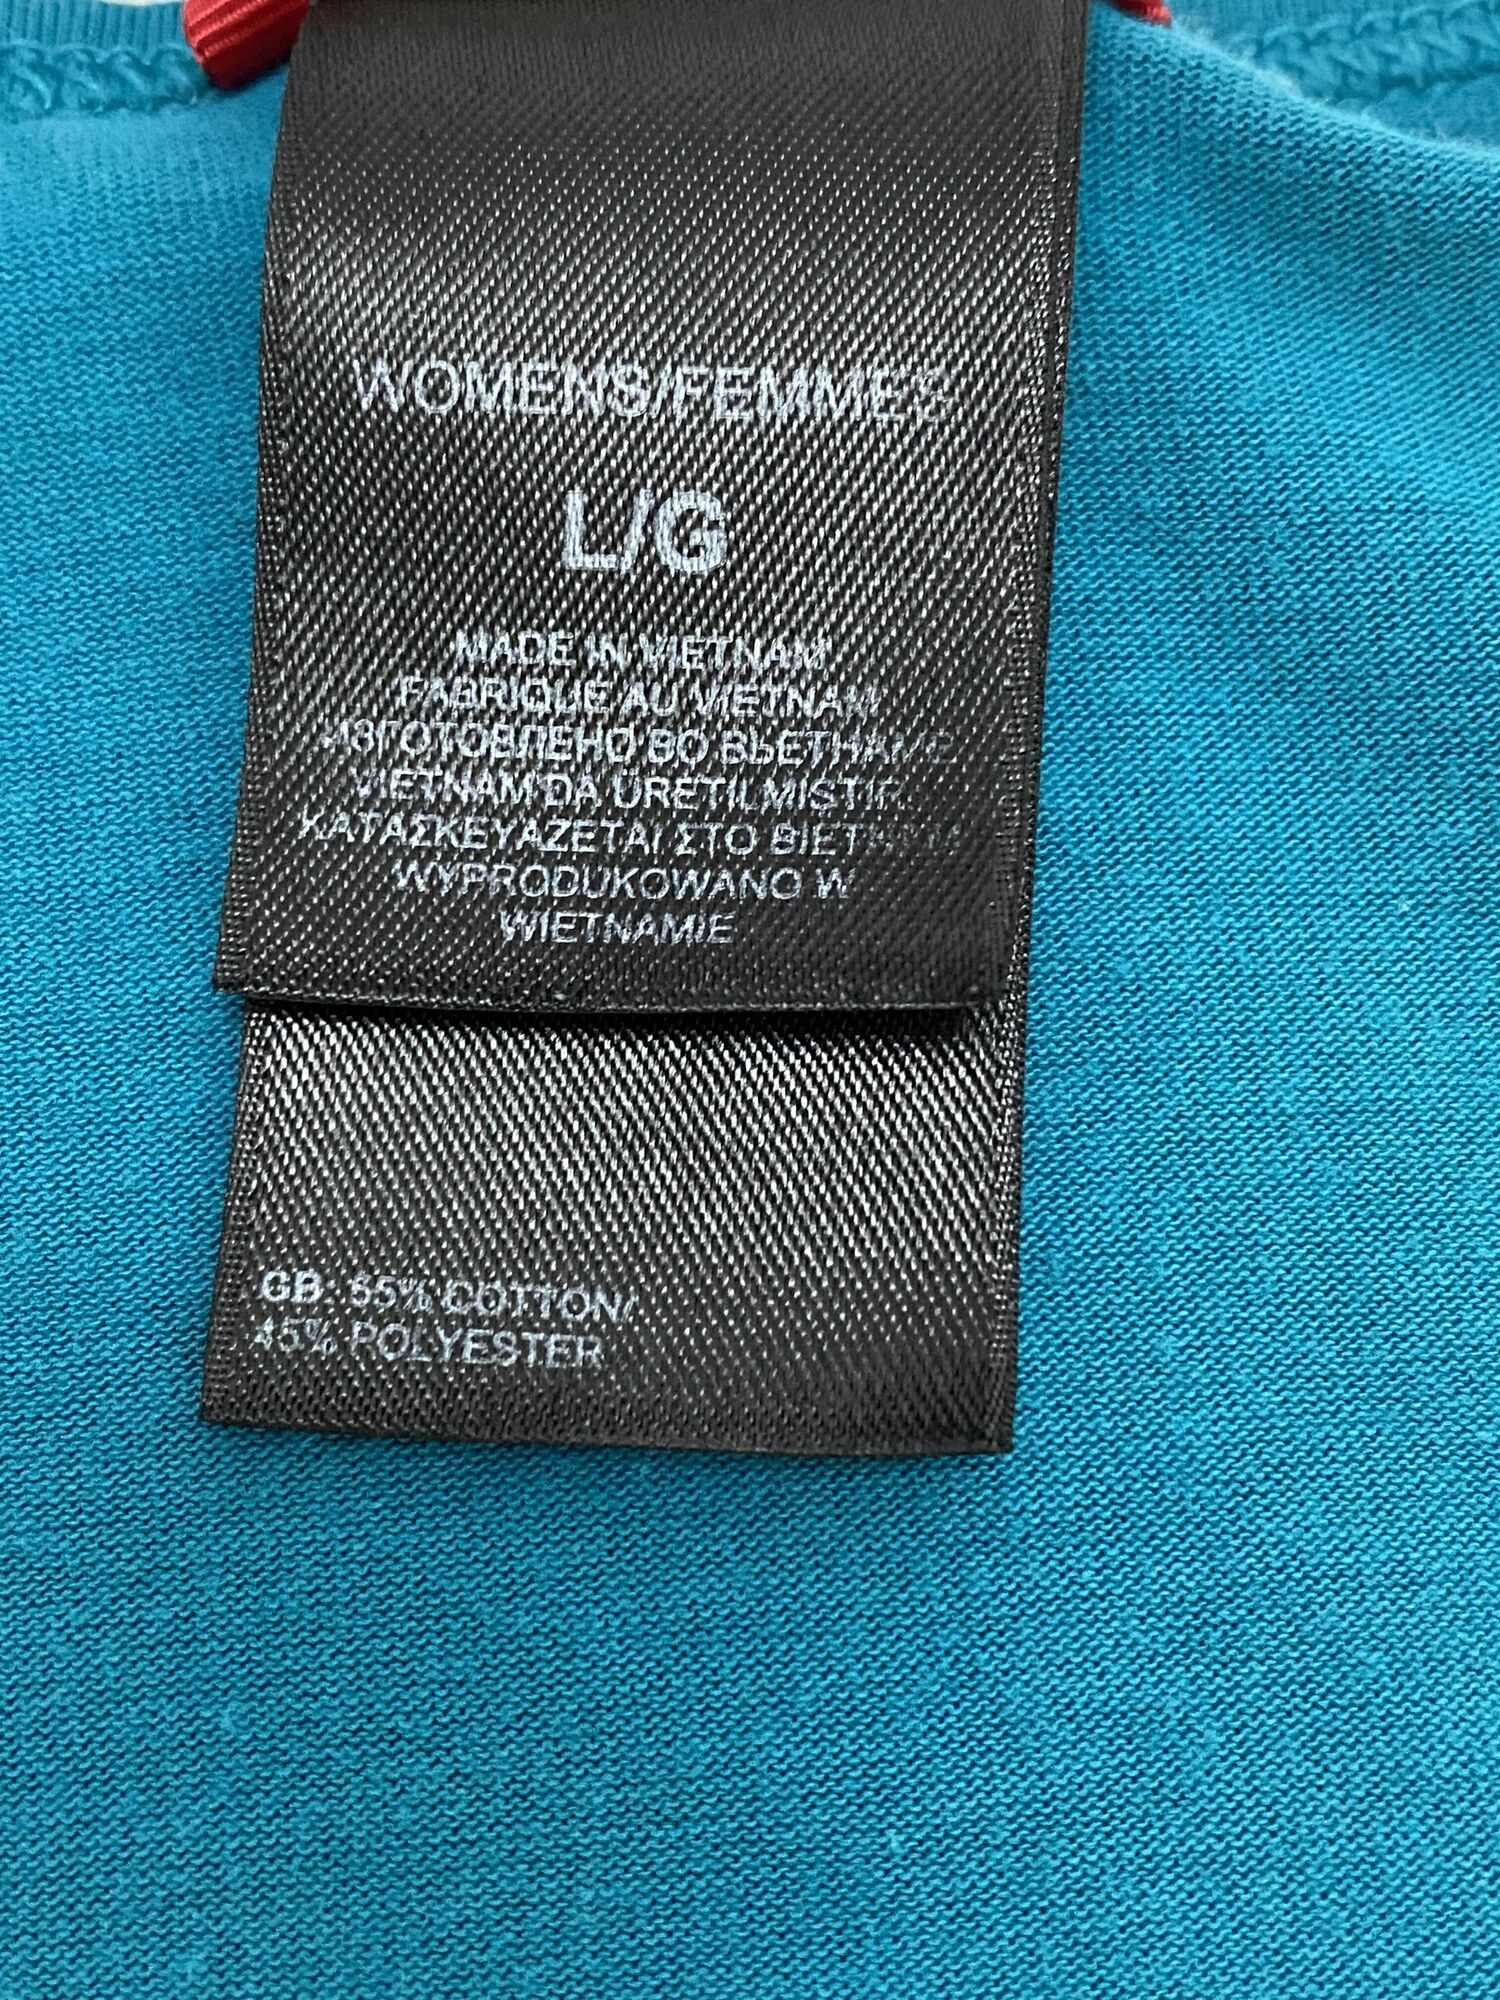 WOMENS/FEMMES
L/G
MADE IN VIETNAM
FABRIQUE AU VIETNAM
ИЗГОТОВЛЕНО ВО ВЬЕТНАМЕ
VIETNAM'DA ÜRETILMISTIR.
ΚΑΤΑΣΚΕΥΑΖΕΤΑΙ ΣΤΟ ΒΙΕΤΝΑΜ
WYPRODUKOWANO W
WIETNAMIE
GB: 55% COTTON/
45% POLYESTER